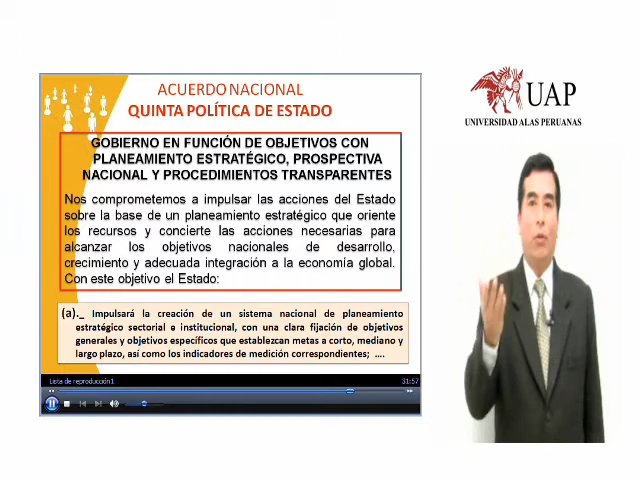 ACUERDO NACIONAL
QUINTA POLÍTICA DE ESTADO
GOBIERNO EN FUNCIÓN DE OBJETIVOS CON
PLANEAMIENTO ESTRATÉGICO, PROSPECTIVA
NACIONAL Y PROCEDIMIENTOS TRANSPARENTES
Nos comprometemos a impulsar las acciones del Estado
sobre la base de un planeamiento estratégico que oriente
los recursos y concierte las acciones necesarias para
alcanzar los objetivos nacionales de desarrollo,
crecimiento y adecuada integración a la economía global.
Con este objetivo el Estado:
(a)._ Impulsará la creación de un sistema nacional de planeamiento
estratégico sectorial e institucional, con una clara fijación de objetivos
generales y objetivos específicos que establezcan metas a corto, mediano y
largo plazo, así como los indicadores de medición correspondientes; ....
Lista de reproducción1
31:57
UAP
UNIVERSIDAD ALAS PERUANAS